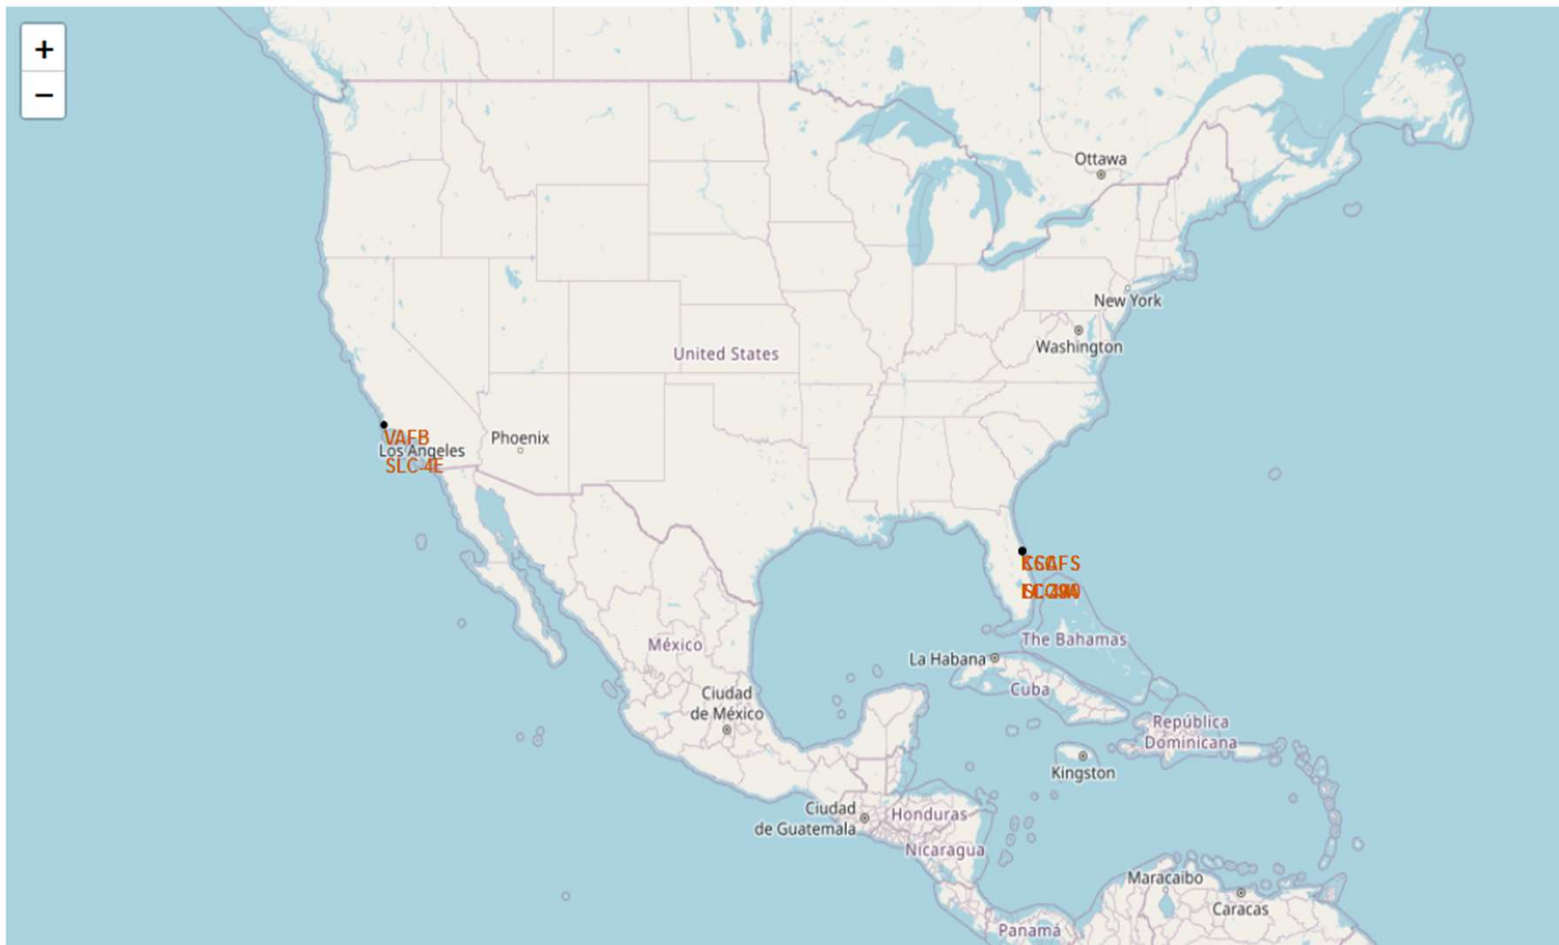 +
−
Ottawa
New York
Washington
United States
VAFB
Los Angeles
SLC-4E
Phoenix
The Bahamas
México
La Habana
Cuba
Ciudad
de México
República
Dominicana
Kingston
Ciudad
de Guatemala
Honduras
Nicaragua
Maracaibo
Caracas
Panamá